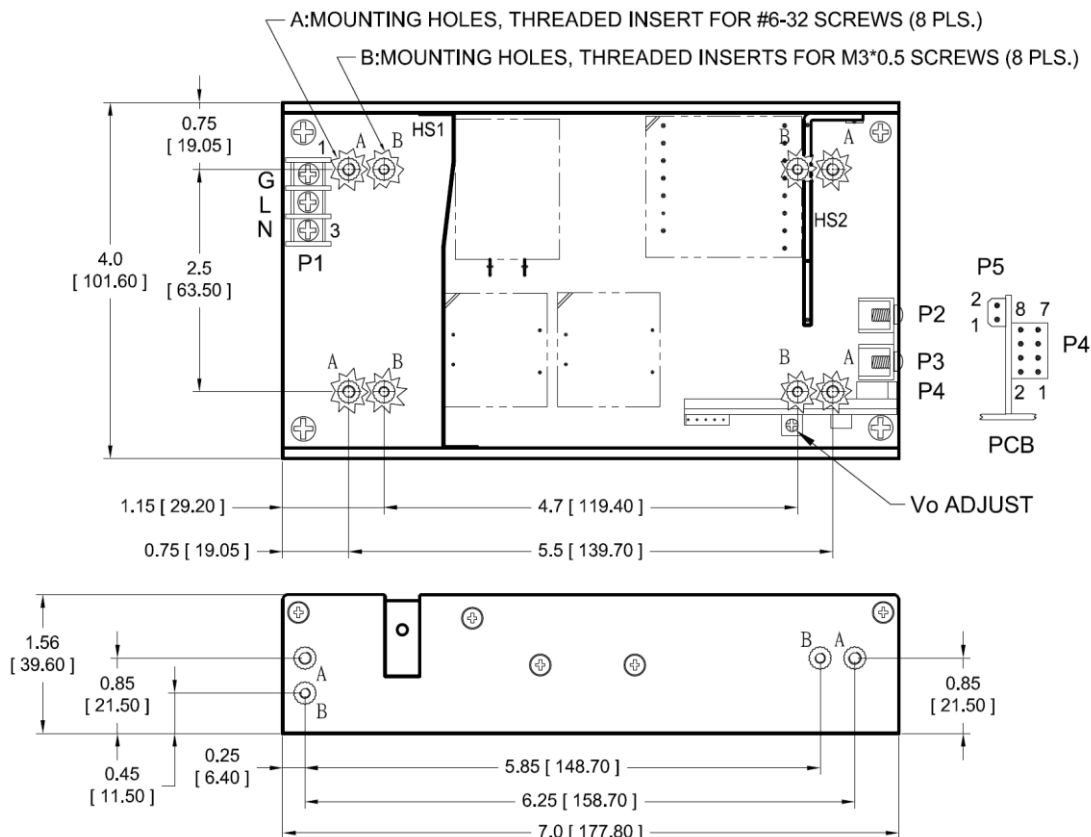 A:MOUNTING HOLES, THREADED INSERT FOR #6-32 SCREWS (8 PLS.)
B:MOUNTING HOLES, THREADED INSERTS FOR M3*0.5 SCREWS (8 PLS.)
0.75
[ 19.05 ]
HS1
1
A
B
B
A
G
L
N
3
P1
HS2
4.0
[ 101.60 ]
2.5
[ 63.50 ]
P5
2
8 7
1
P2
P4
P3
A
B
B
A
P4
2 1
PCB
1.15 [ 29.20 ]
4.7 [ 119.40 ]
Vo ADJUST
0.75 [ 19.05 ]
5.5 [ 139.70 ]
1.56
[ 39.60 ]
0.85
[ 21.50 ]
A
B
B
A
0.85
[ 21.50 ]
0.45
[ 11.50 ]
0.25
[ 6.40 ]
5.85 [ 148.70 ]
6.25 [ 158.70 ]
7.0 [ 177.80 ]